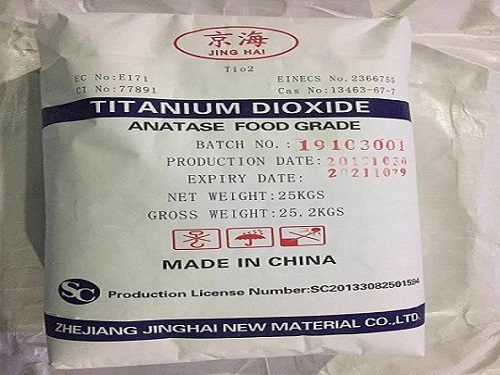 京海
JING HAI
Tio2
EC No:E171 EINECS No.2366755
CI No:77891 Cas No:13463-67-7
TITANIUM DIOXIDE
ANATASE FOOD GRADE
BATCH NO.: 19103001
PRODUCTION DATE: 20191030
EXPIRY DATE: 20211029
NET WEIGHT:25KGS
GROSS WEIGHT:25.2KGS
MADE IN CHINA
SC Production License Number:SC20133082501594
ZHEJIANG JINGHAI NEW MATERIAL CO.,LTD.